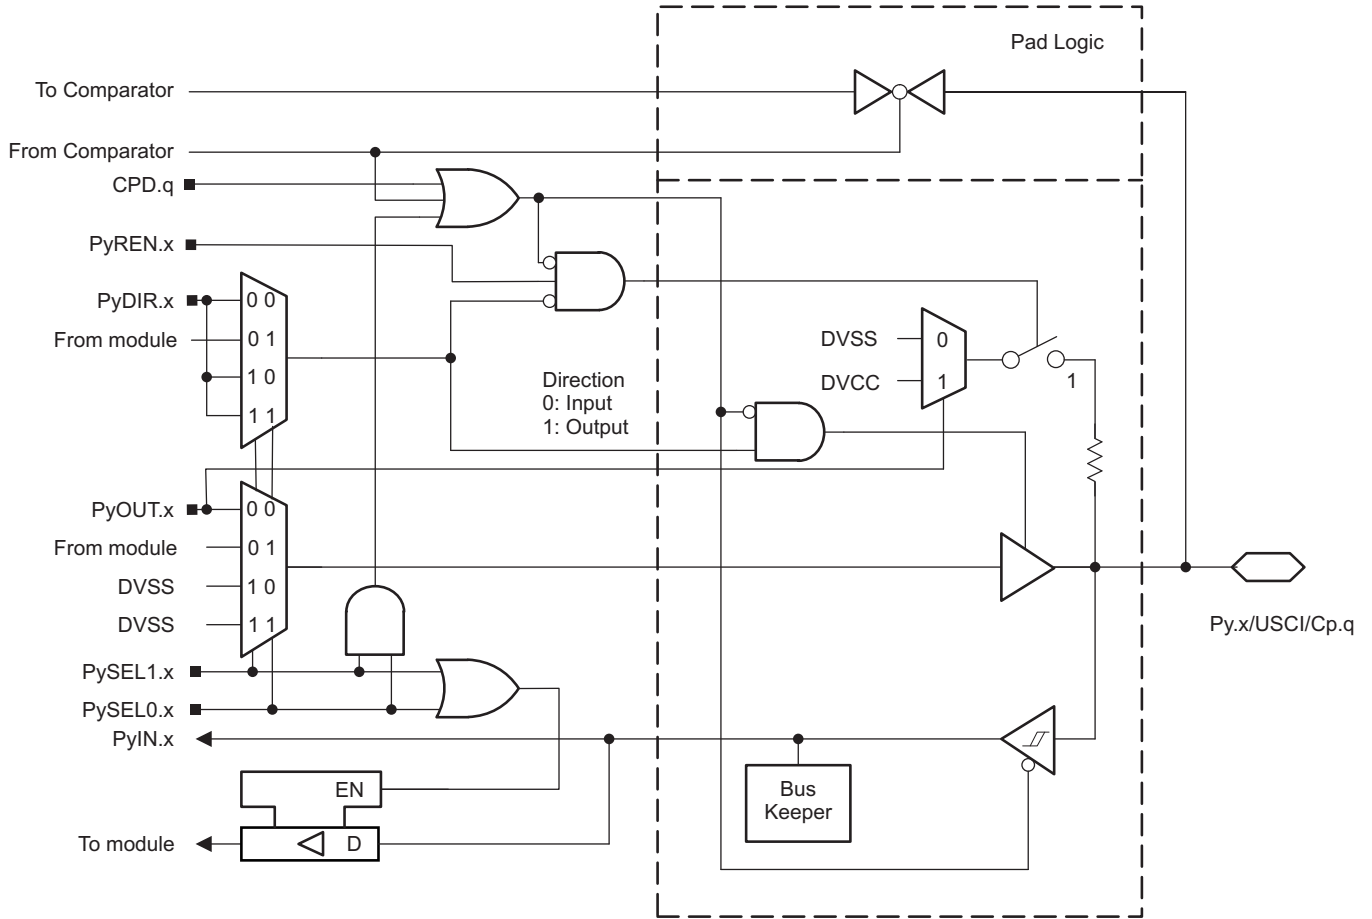 Pad Logic
To Comparator
From Comparator
CPD.q
PyREN.x
PyDIR.x
0 0
From module
0 1
1 0
1 1
DVSS
0
DVCC
1
1
Direction
0: Input
1: Output
PyOUT.x
0 0
From module
0 1
DVSS
1 0
DVSS
1 1
Py.x/USCI/Cp.q
PySEL1.x
PySEL0.x
PyIN.x
EN
Bus
Keeper
To module
D